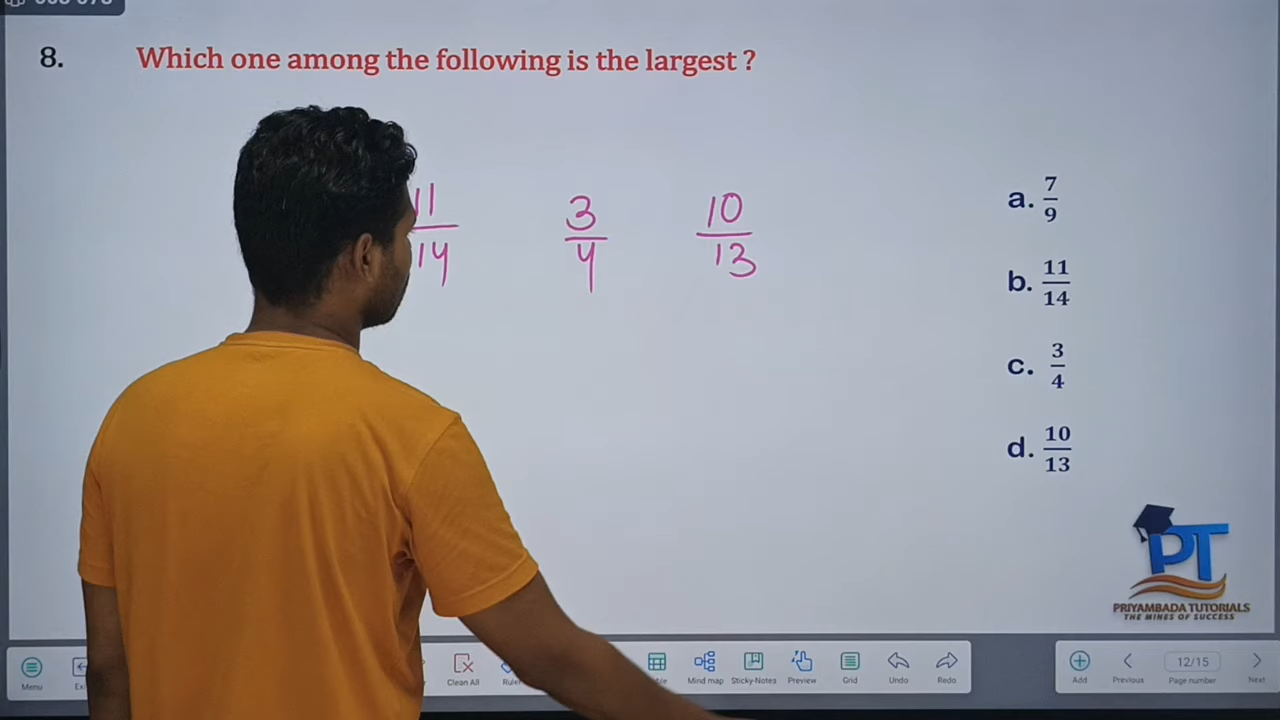 8. Which one among the following is the largest ?
11/14 3/4 10/13
a. 7/9
b. 11/14
c. 3/4
d. 10/13
PT
PRIYAMBADA TUTORIALS
THE MINES OF SUCCESS
Menu Clean All Mind map Sticky-Notes Preview Grid Undo Redo Add Previous 12/15 Page number Next